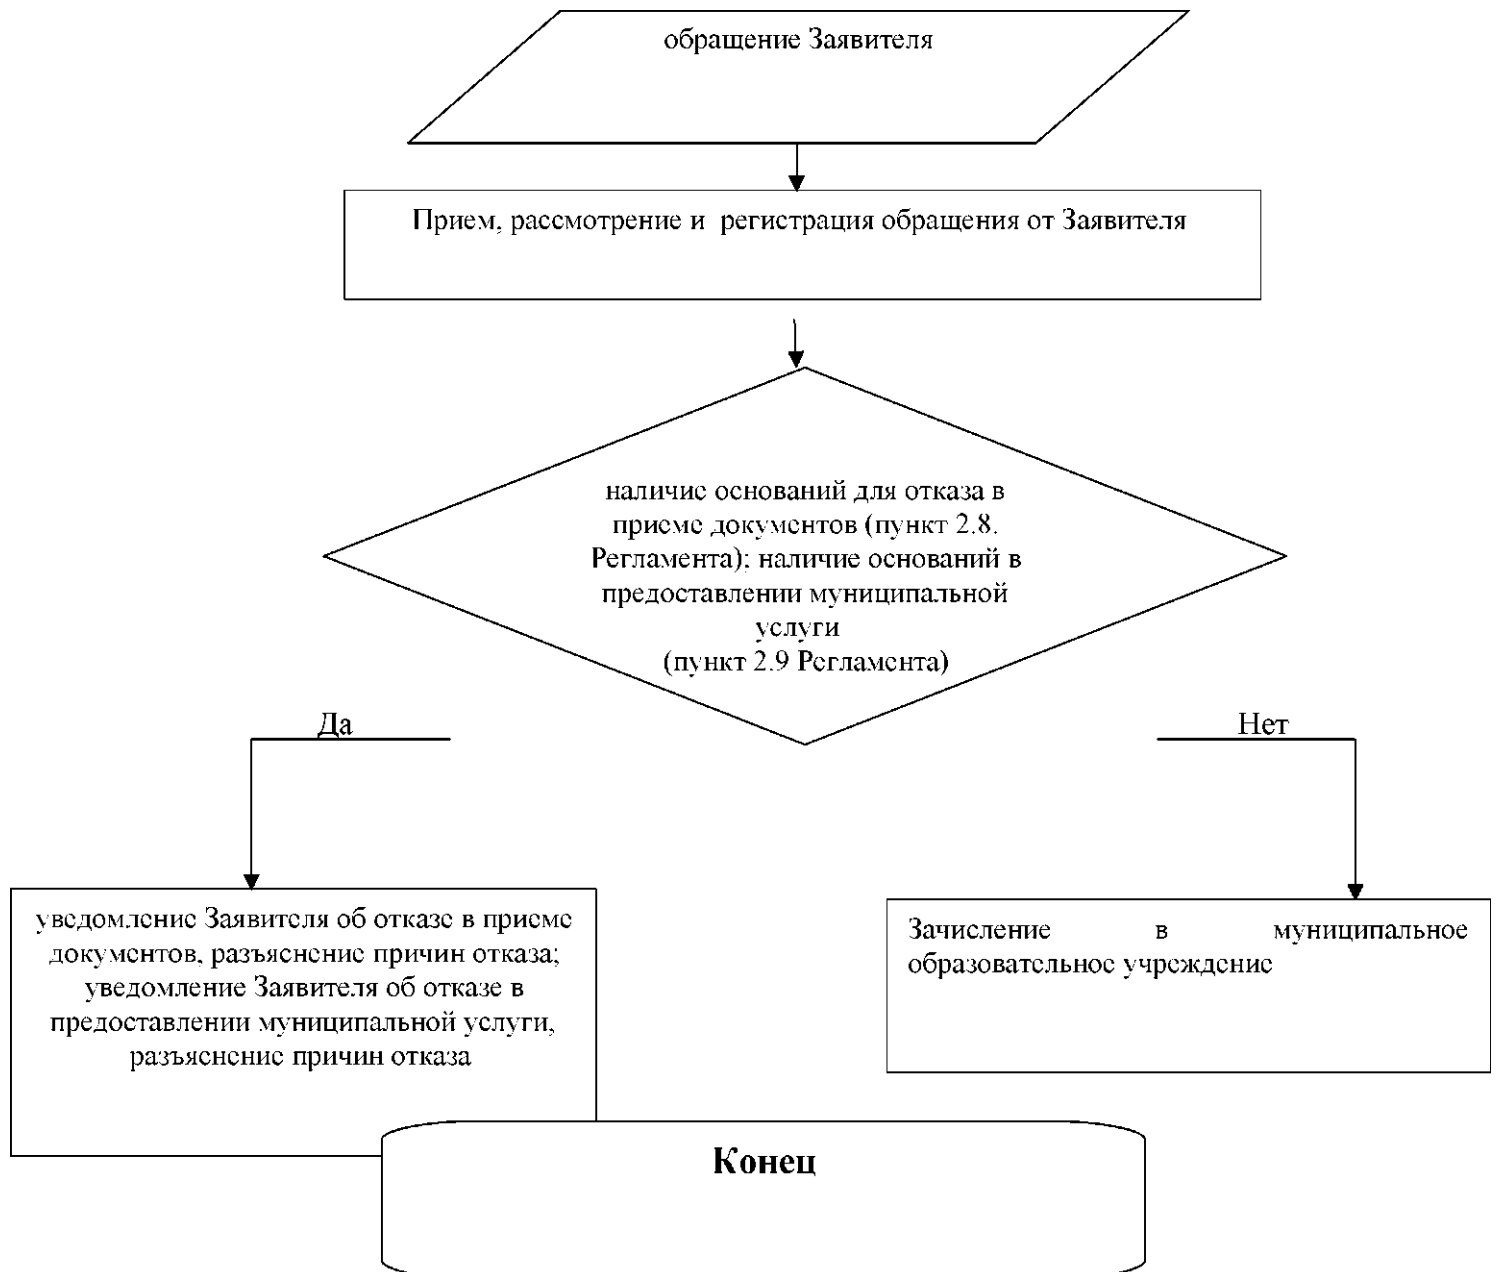 обращение Заявителя
Прием, рассмотрение и регистрация обращения от Заявителя
наличие оснований для отказа в
приеме документов (пункт 2.8.
Регламента); наличие оснований в
предоставлении муниципальной
услуги
(пункт 2.9 Регламента)
Да
Нет
уведомление Заявителя об отказе в приеме
документов, разъяснение причин отказа;
уведомление Заявителя об отказе в
предоставлении муниципальной услуги,
разъяснение причин отказа
Зачисление в муниципальное
образовательное учреждение
Конец